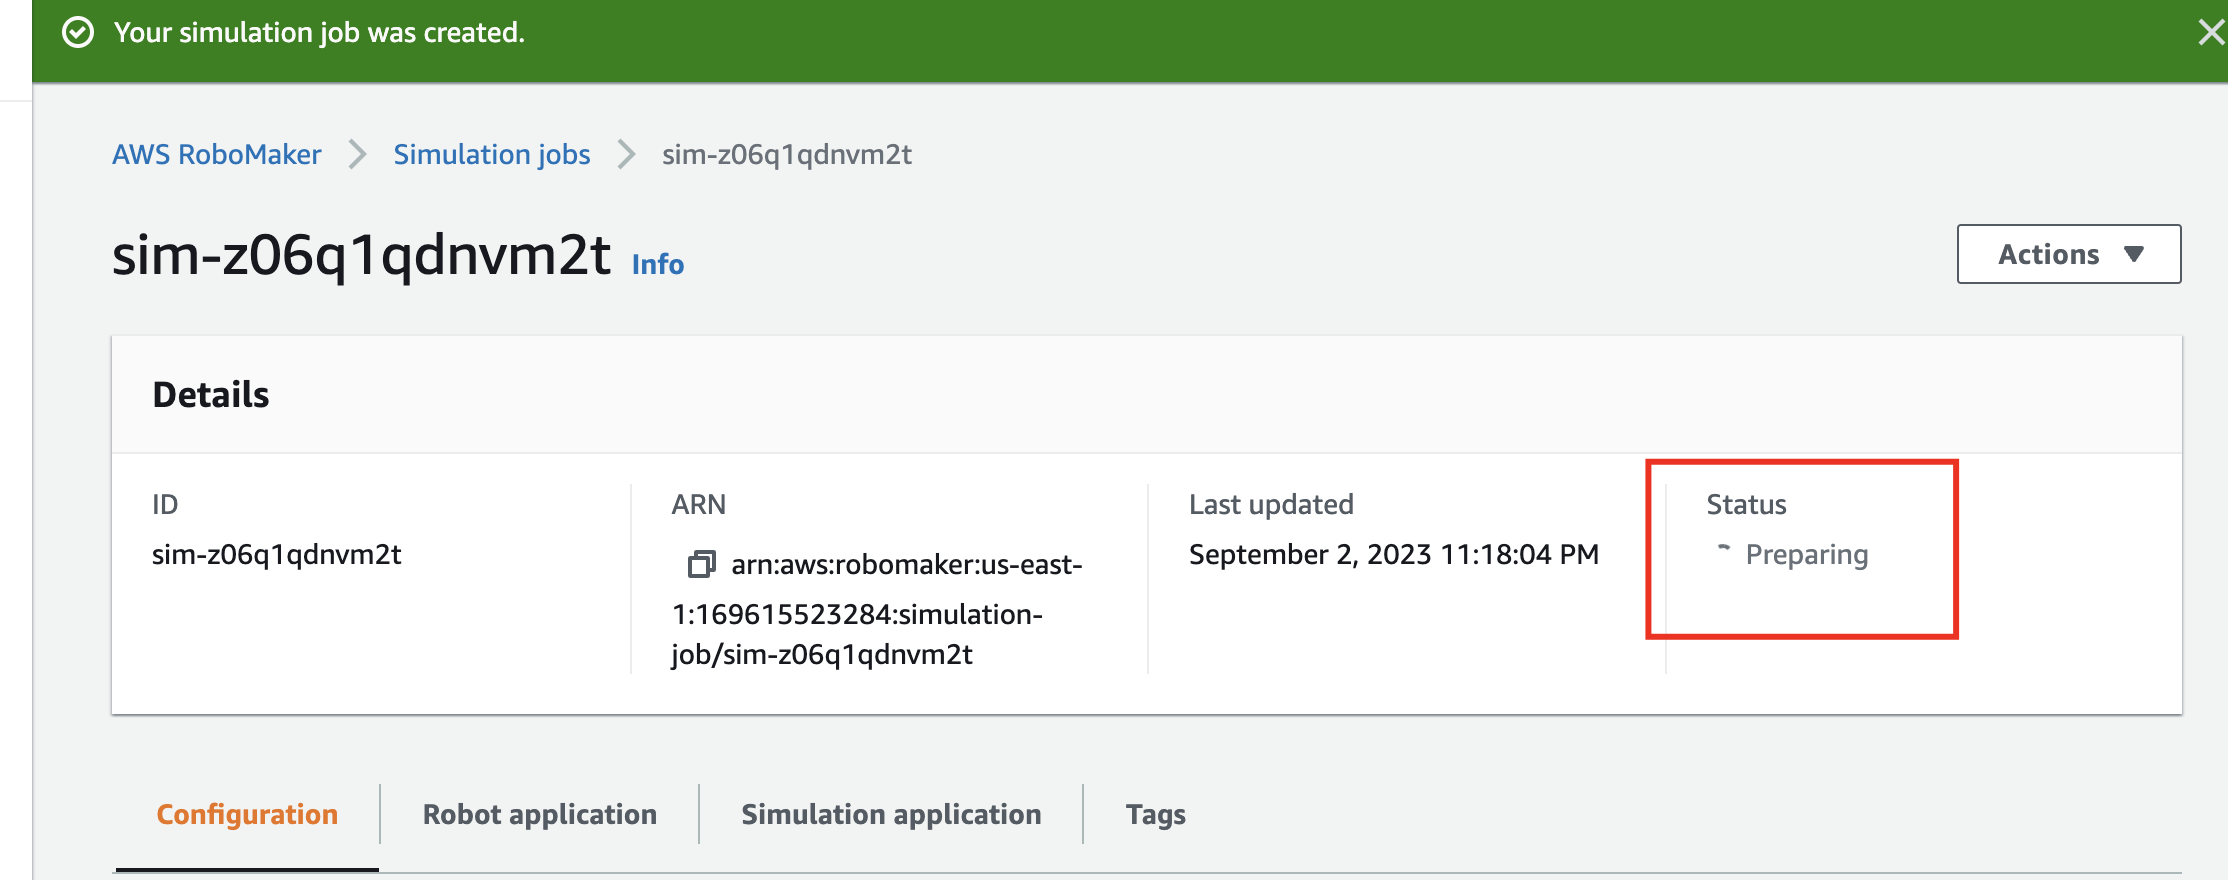 Your simulation job was created.
AWS RoboMaker
Simulation jobs
sim-z06q1qdnvm2t
sim-z06q1qdnvm2t Info
Actions
Details
ID
sim-z06q1qdnvm2t
ARN
arn:aws:robomaker:us-east-
1:169615523284:simulation-
job/sim-z06q1qdnvm2t
Last updated
September 2, 2023 11:18:04 PM
Status
Preparing
Configuration
Robot application
Simulation application
Tags